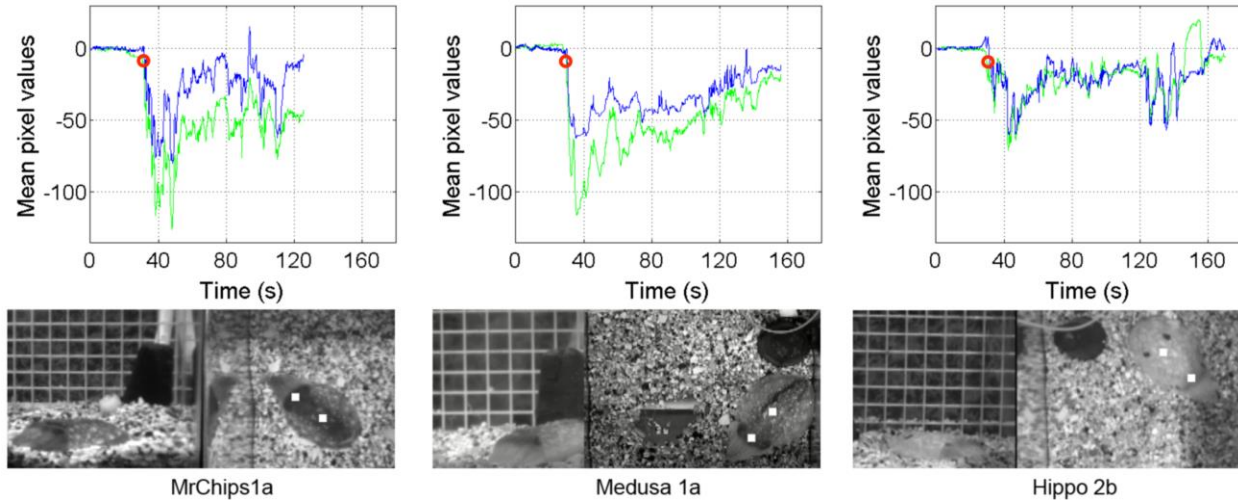 0
-50
-100
Mean pixel values
0 40 80 120 160
Time (s)
0
-50
-100
Mean pixel values
0 40 80 120 160
Time (s)
0
-50
-100
Mean pixel values
0 40 80 120 160
Time (s)
MrChips1a
Medusa 1a
Hippo 2b